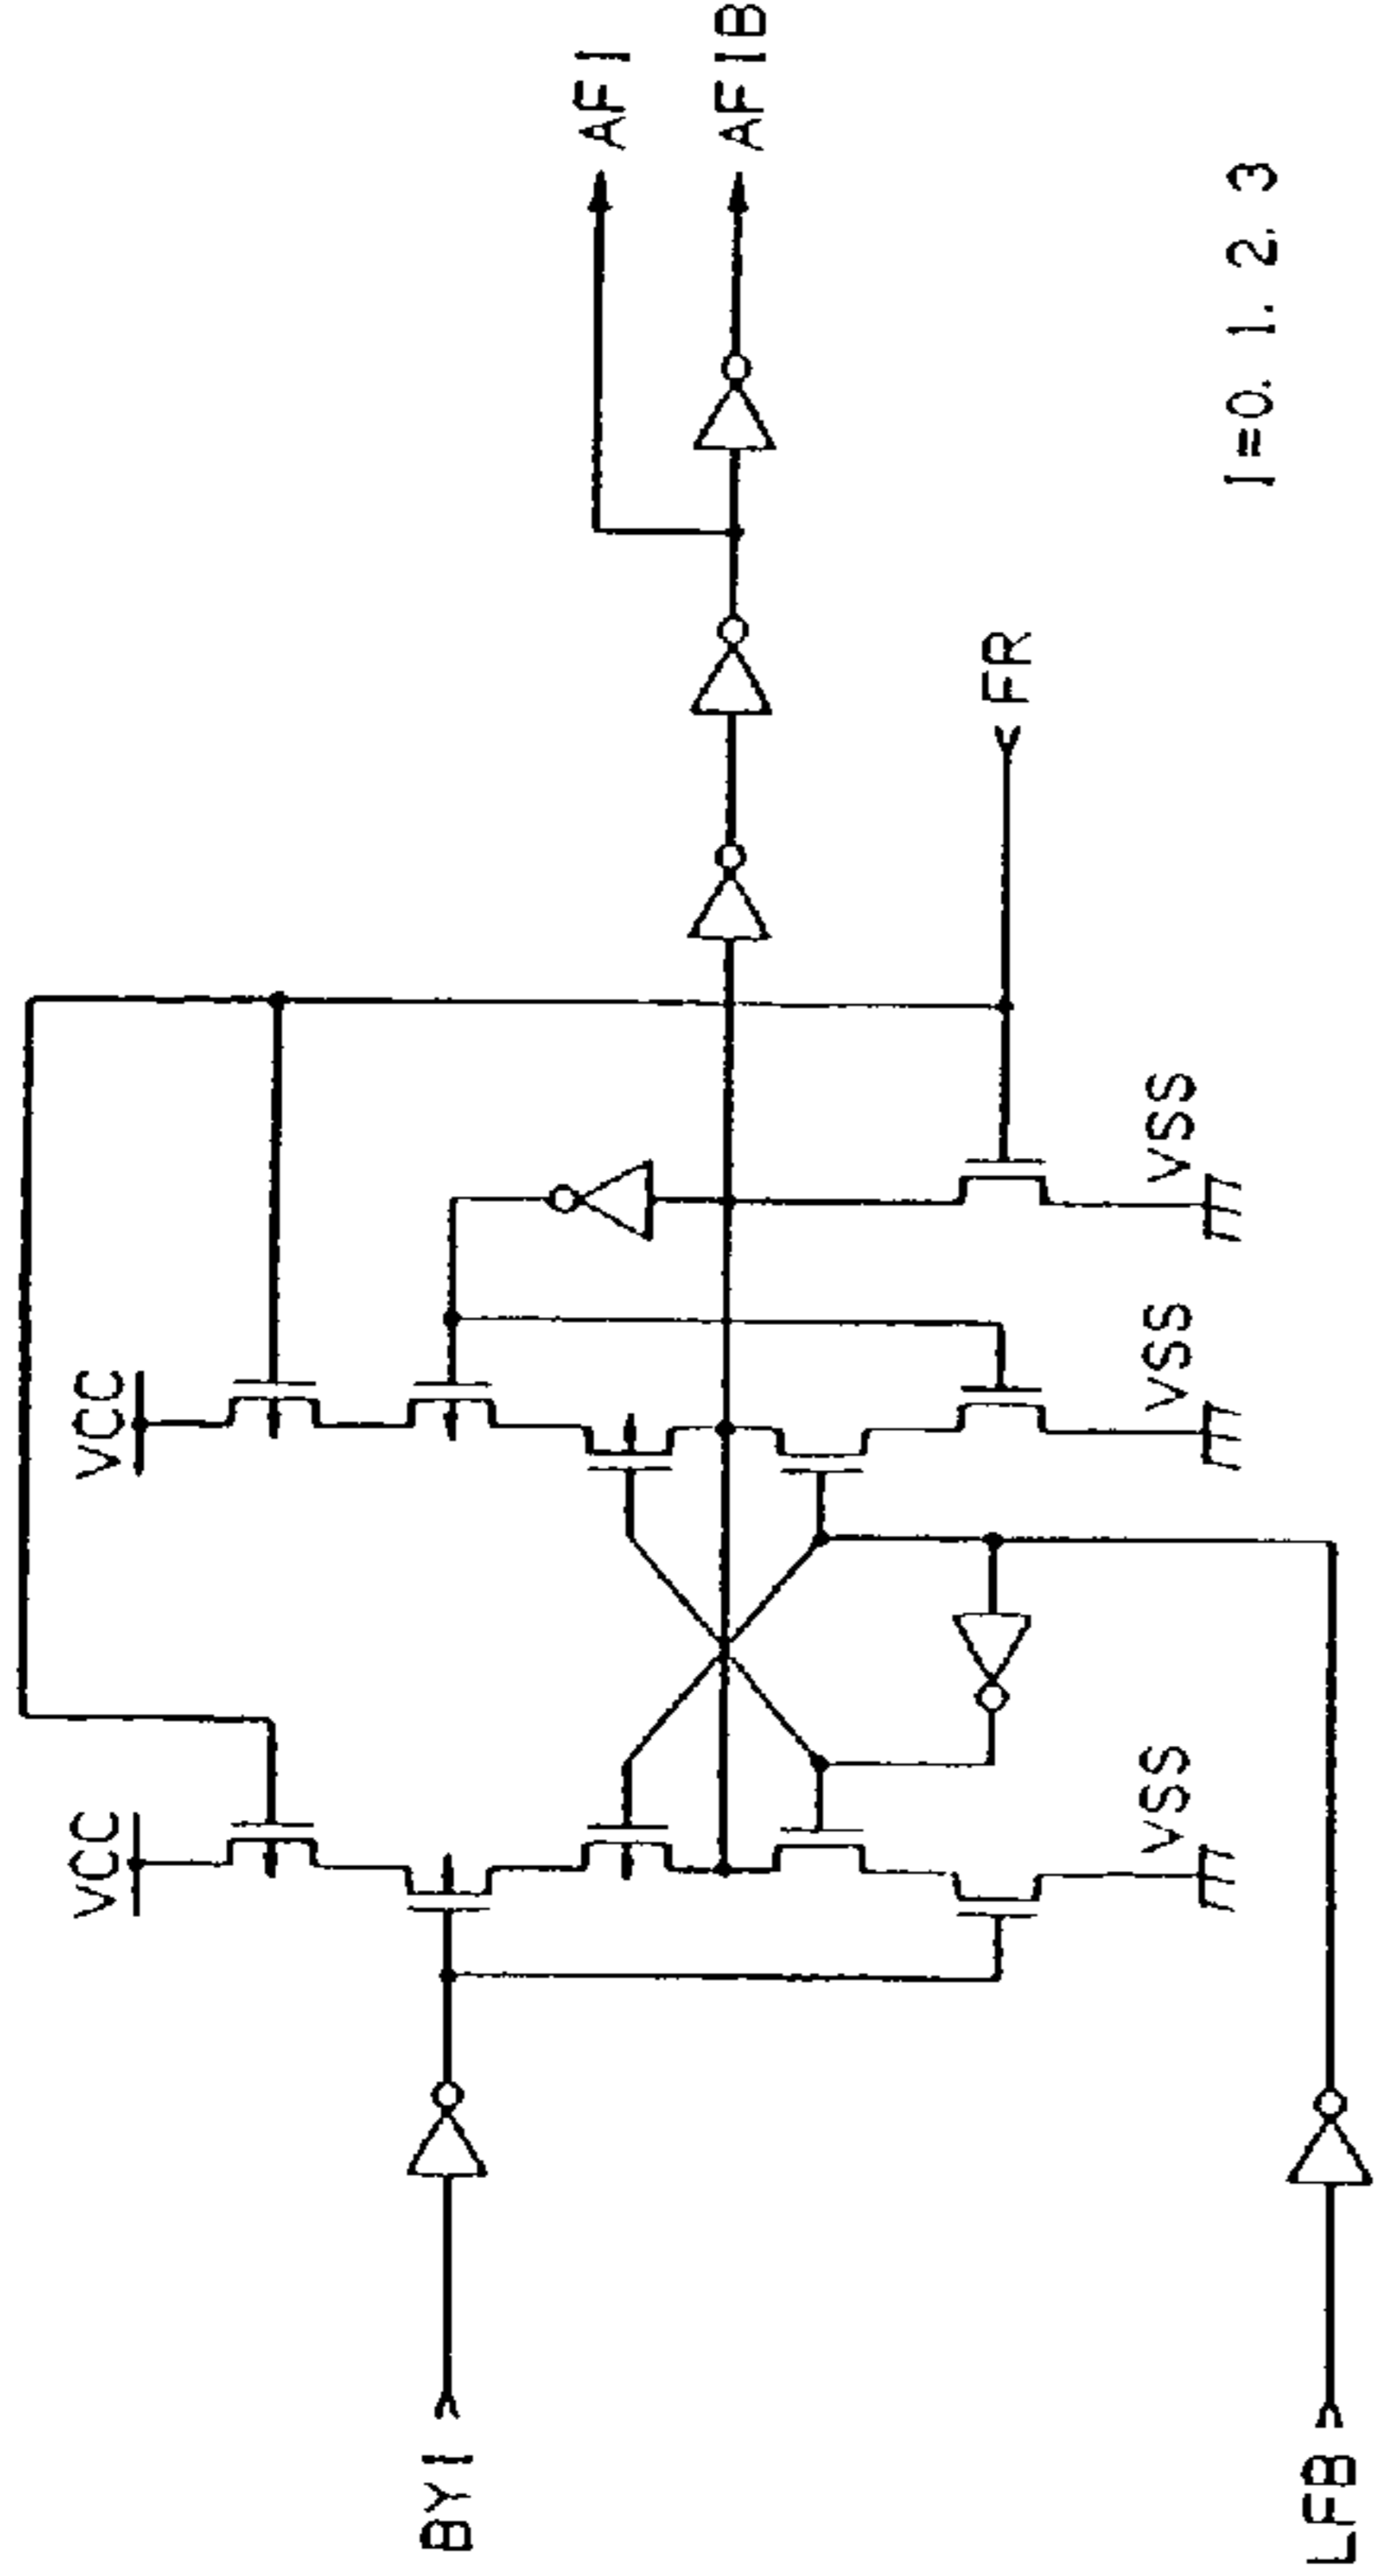 VCC
VCC
BYI
AFI
AFIB
VSS
VSS
VSS
FR
LFB
I=0. 1. 2. 3